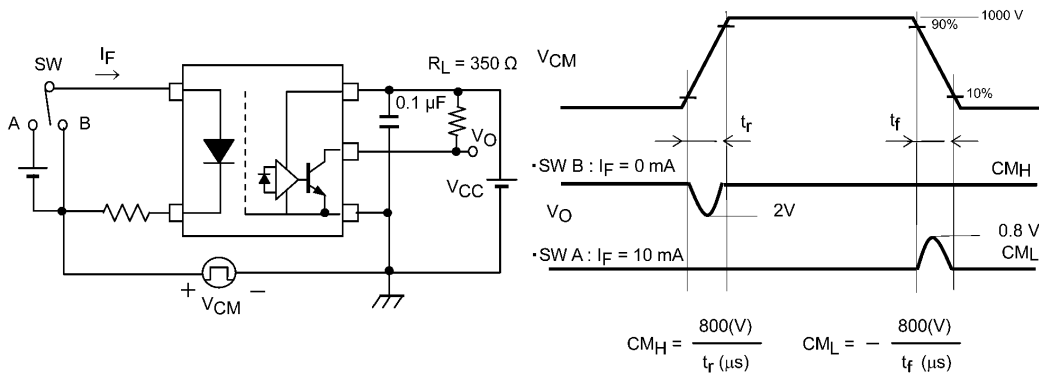 SW
I_F
A
B
R_L = 350 Ω
0.1 µF
V_O
V_CC
+ V_CM −
V_CM
1000 V
90%
10%
t_r
t_f
·SW B : I_F = 0 mA
CM_H
V_O
2V
0.8 V
·SW A : I_F = 10 mA
CM_L
CM_H = 800(V) / t_r (µs)
CM_L = − 800(V) / t_f (µs)